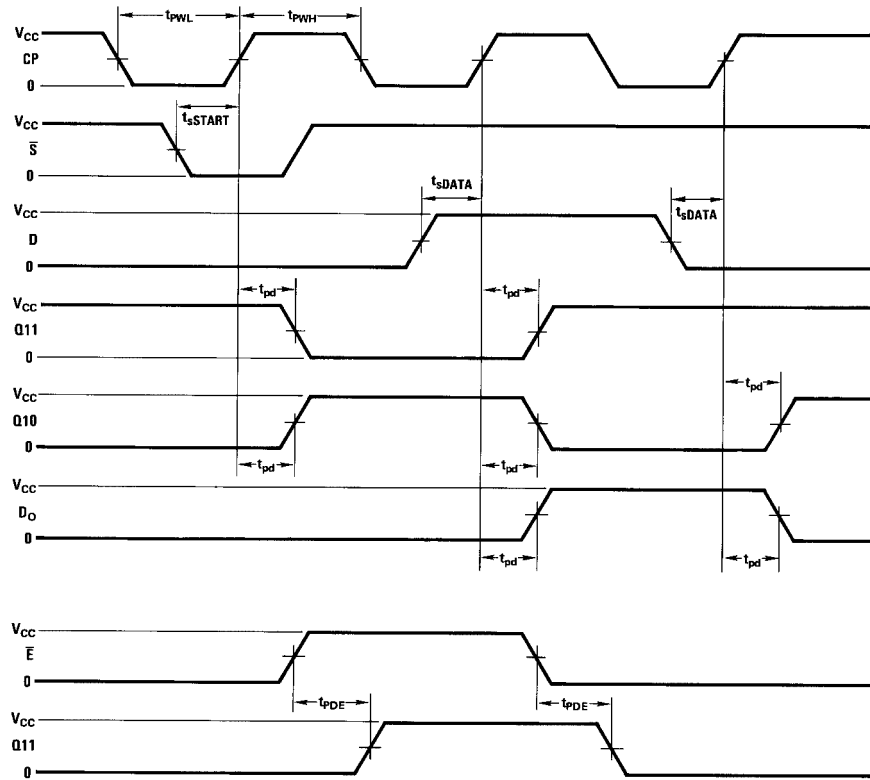 tPWL tPWH
VCC
CP
0
tsSTART
VCC
S̅
0
tsDATA
tsDATA
VCC
D
0
tpd tpd
VCC
Q11
0
tpd
VCC
Q10
0
tpd tpd
VCC
DO
0
tpd tpd
VCC
E̅
0
tPDE tPDE
VCC
Q11
0